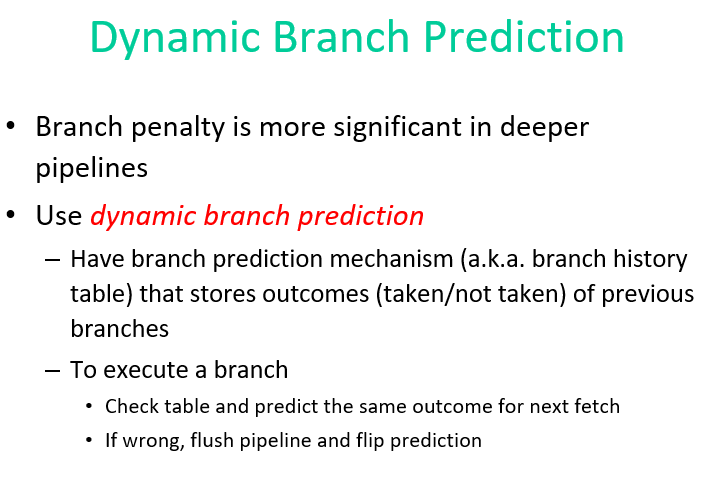 Dynamic Branch Prediction
• Branch penalty is more significant in deeper
pipelines
• Use dynamic branch prediction
– Have branch prediction mechanism (a.k.a. branch history
table) that stores outcomes (taken/not taken) of previous
branches
– To execute a branch
• Check table and predict the same outcome for next fetch
• If wrong, flush pipeline and flip prediction